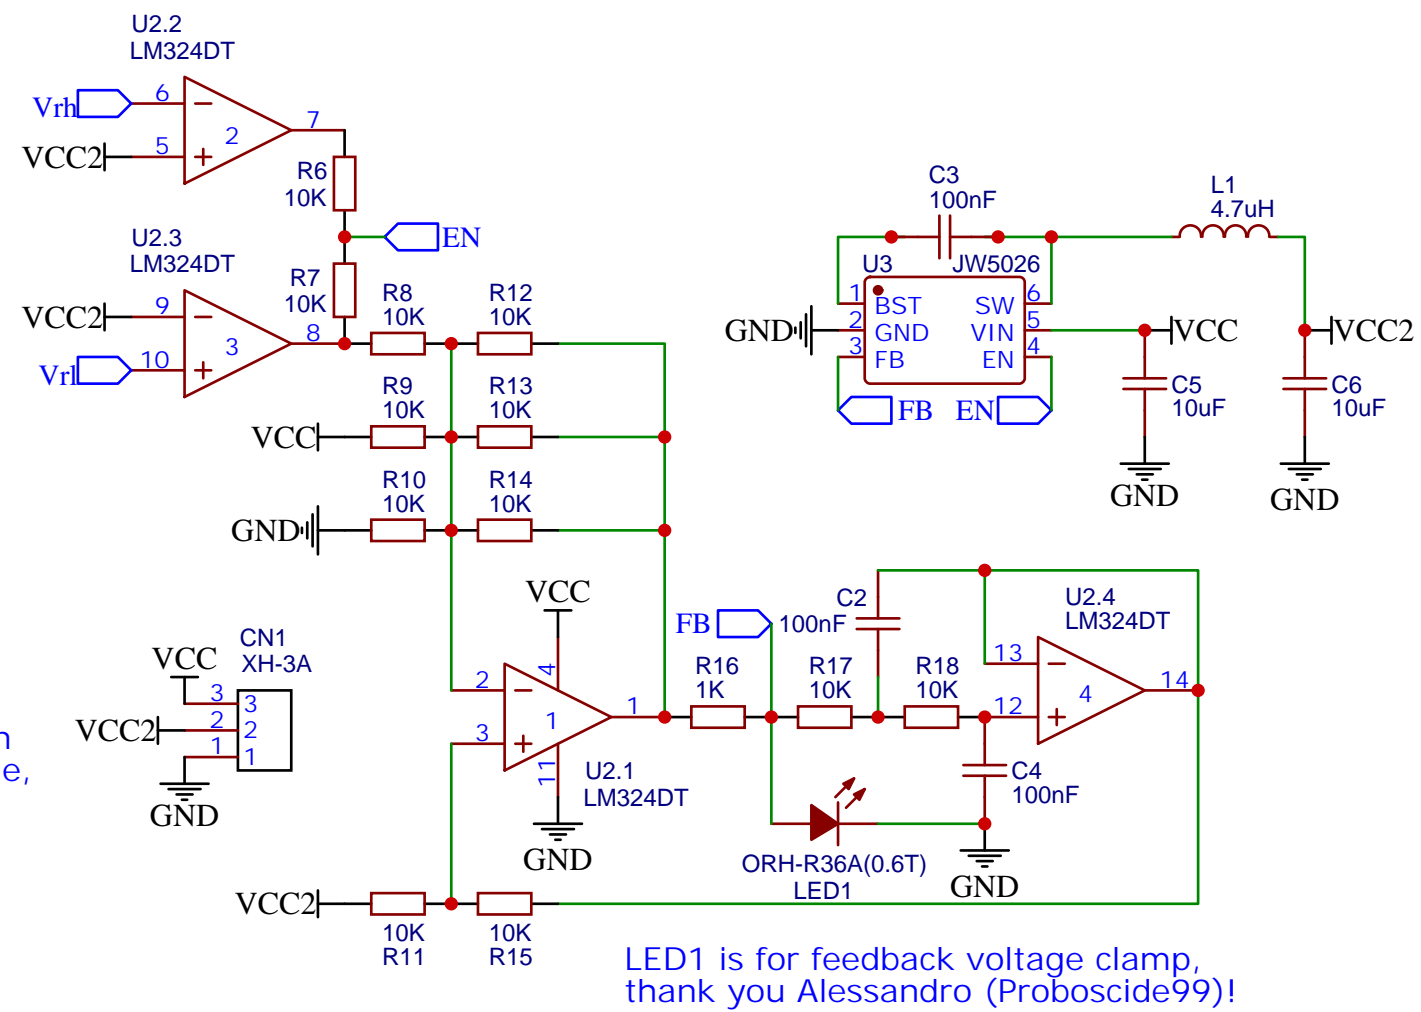 U2.2
LM324DT
Vrh
6
7
2
VCC2
5
R6
10K
EN
U2.3
LM324DT
R7
10K
VCC2
9
8
3
Vrl
10
R8
10K
R12
10K
R9
10K
R13
10K
VCC
R10
10K
R14
10K
GND
C3
100nF
L1
4.7uH
U3
JW5026
1
BST
SW
6
GND
2
GND
VIN
5
VCC
VCC2
3
FB
EN
4
FB
EN
C5
10uF
C6
10uF
GND
GND
VCC
4
2
1
1
3
11
U2.1
LM324DT
GND
CN1
XH-3A
VCC
3
3
VCC2
2
2
1
1
GND
n
e,
FB
C2
100nF
R16
1K
R17
10K
R18
10K
U2.4
LM324DT
13
14
4
12
C4
100nF
ORH-R36A(0.6T)
LED1
GND
VCC2
10K
R11
10K
R15
LED1 is for feedback voltage clamp,
thank you Alessandro (Proboscide99)!